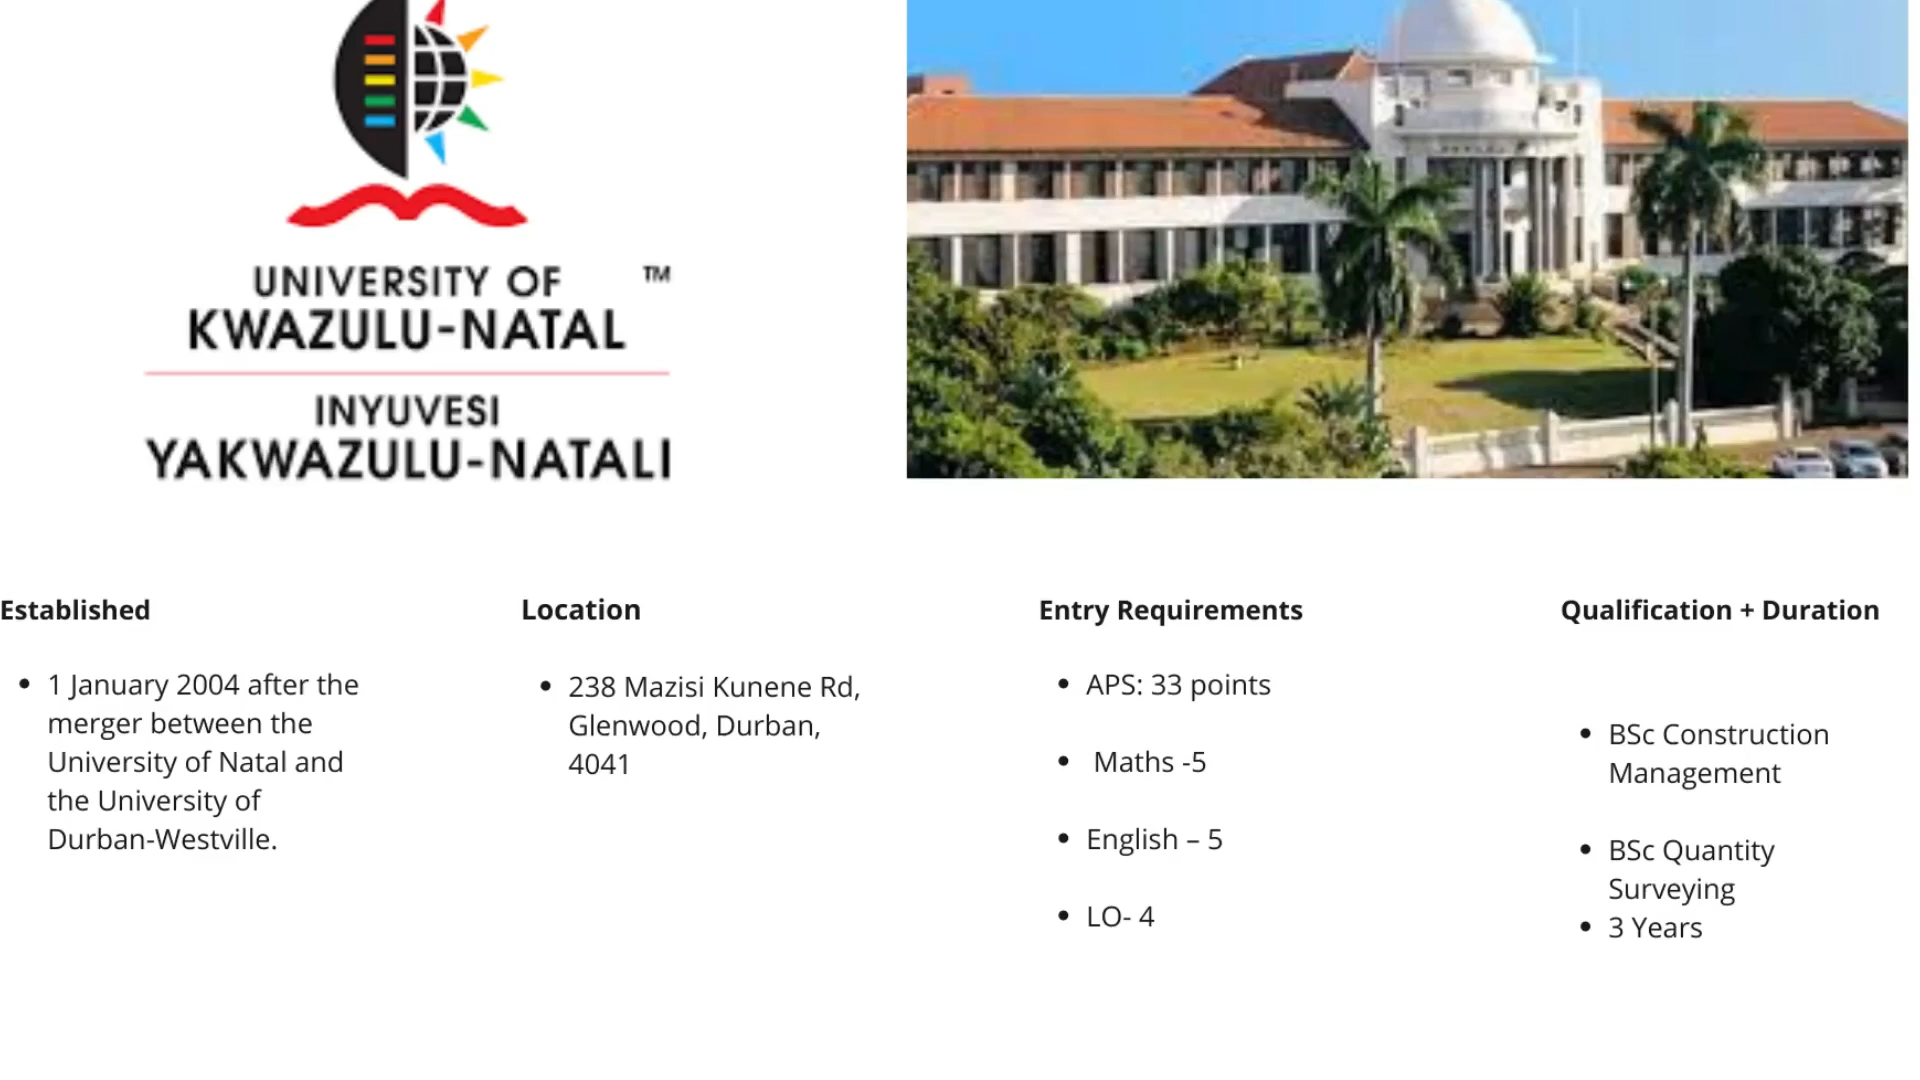 UNIVERSITY OF ™
KWAZULU-NATAL
INYUVESI
YAKWAZULU-NATALI
Established
1 January 2004 after the
merger between the
University of Natal and
the University of
Durban-Westville.
Location
238 Mazisi Kunene Rd,
Glenwood, Durban,
4041
Entry Requirements
APS: 33 points
Maths -5
English – 5
LO- 4
Qualification + Duration
BSc Construction
Management
BSc Quantity
Surveying
3 Years